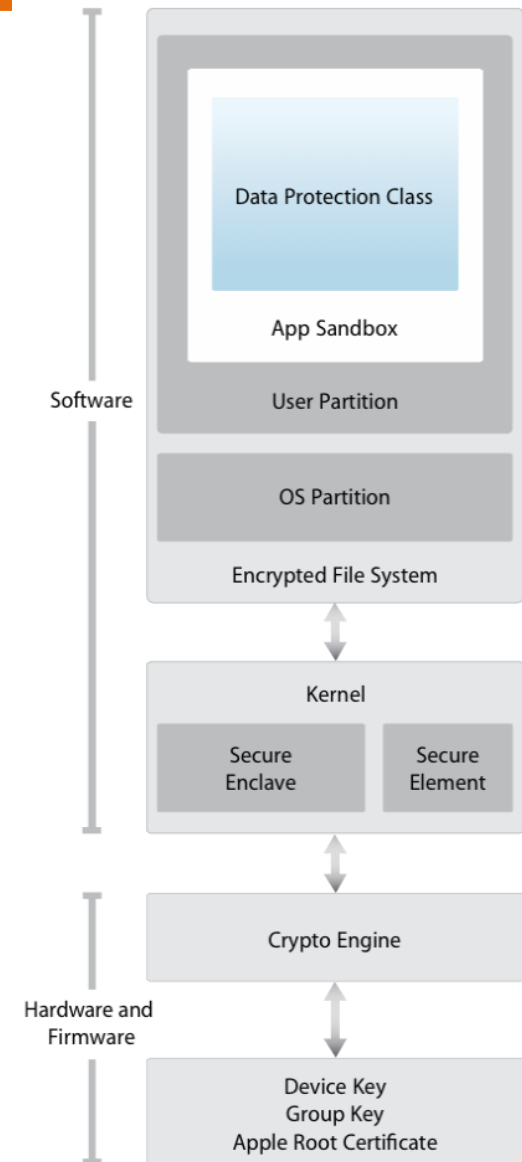 Data Protection Class
App Sandbox
Software
User Partition
OS Partition
Encrypted File System
Kernel
Secure
Enclave
Secure
Element
Crypto Engine
Hardware and
Firmware
Device Key
Group Key
Apple Root Certificate